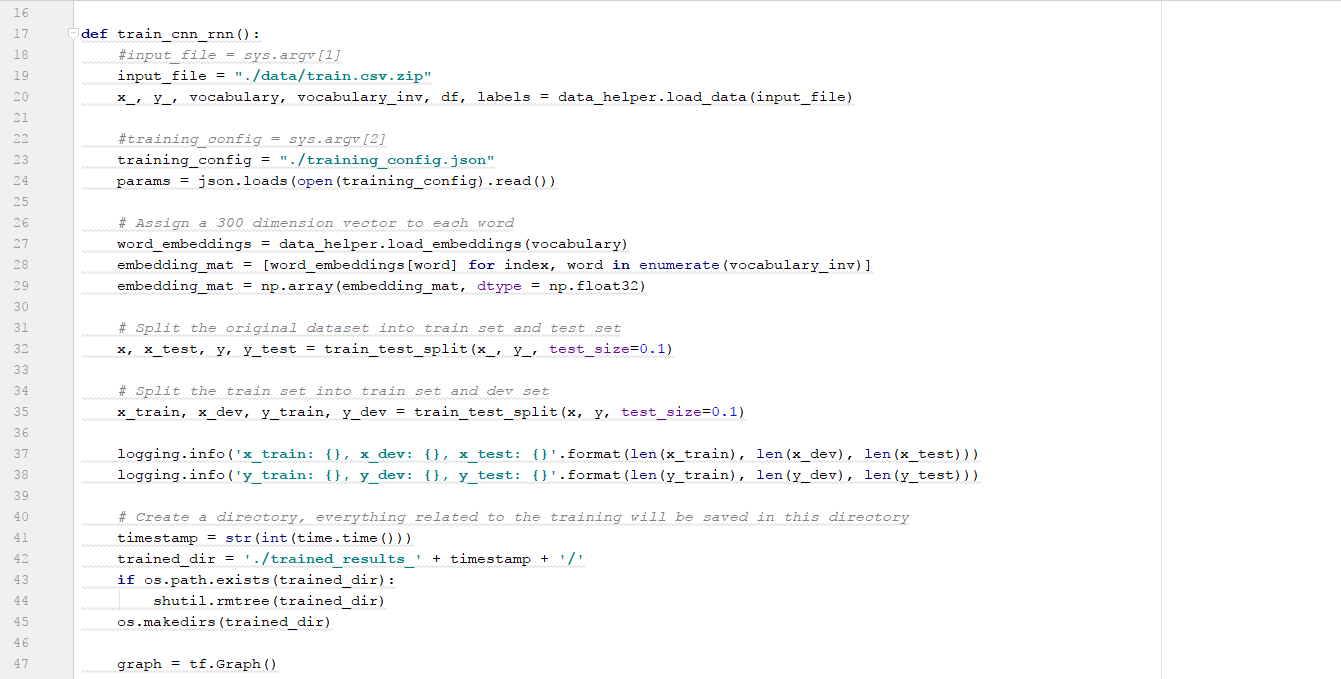 16
17 def train_cnn_rnn():
18     #input_file = sys.argv[1]
19     input_file = "./data/train.csv.zip"
20     x_, y_, vocabulary, vocabulary_inv, df, labels = data_helper.load_data(input_file)
21
22     #training_config = sys.argv[2]
23     training_config = "./training_config.json"
24     params = json.loads(open(training_config).read())
25
26     # Assign a 300 dimension vector to each word
27     word_embeddings = data_helper.load_embeddings(vocabulary)
28     embedding_mat = [word_embeddings[word] for index, word in enumerate(vocabulary_inv)]
29     embedding_mat = np.array(embedding_mat, dtype = np.float32)
30
31     # Split the original dataset into train set and test set
32     x, x_test, y, y_test = train_test_split(x_, y_, test_size=0.1)
33
34     # Split the train set into train set and dev set
35     x_train, x_dev, y_train, y_dev = train_test_split(x, y, test_size=0.1)
36
37     logging.info('x_train: {}, x_dev: {}, x_test: {}'.format(len(x_train), len(x_dev), len(x_test)))
38     logging.info('y_train: {}, y_dev: {}, y_test: {}'.format(len(y_train), len(y_dev), len(y_test)))
39
40     # Create a directory, everything related to the training will be saved in this directory
41     timestamp = str(int(time.time()))
42     trained_dir = './trained_results_' + timestamp + '/'
43     if os.path.exists(trained_dir):
44         shutil.rmtree(trained_dir)
45     os.makedirs(trained_dir)
46
47     graph = tf.Graph()